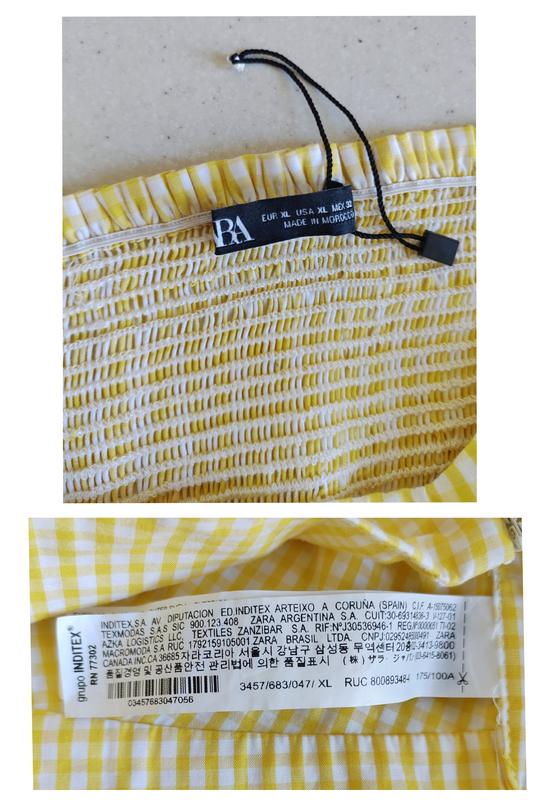 RA
EUR XL USA XL MEX 32
MADE IN MOROCCO
grupo INDITEX®
RN 77302
INDITEX,S.A. AV. DIPUTACION ED.INDITEX ARTEIXO A CORUÑA (SPAIN) C.I.F. A-15075062
TEXMODAS S.A.S SIC 900.123.408 ZARA ARGENTINA S.A. CUIT:30-69314836-3
AZKA LOGISTICS LLC, TEXTILES ZANZIBAR S.A. RIF:NºJ30536946-1
MACROMODA S.A RUC 1792159105001 ZARA BRASIL LTDA. CNPJ: ZARA
CANADA INC.CA 36685 자라코리아 서울시 강남구 삼성동 무역센터
품질경영 및 공산품안전 관리법에 의한 품질표시 (株) ザラ・ジャパン
03457683047056
3457/683/047/ XL RUC 175/100A